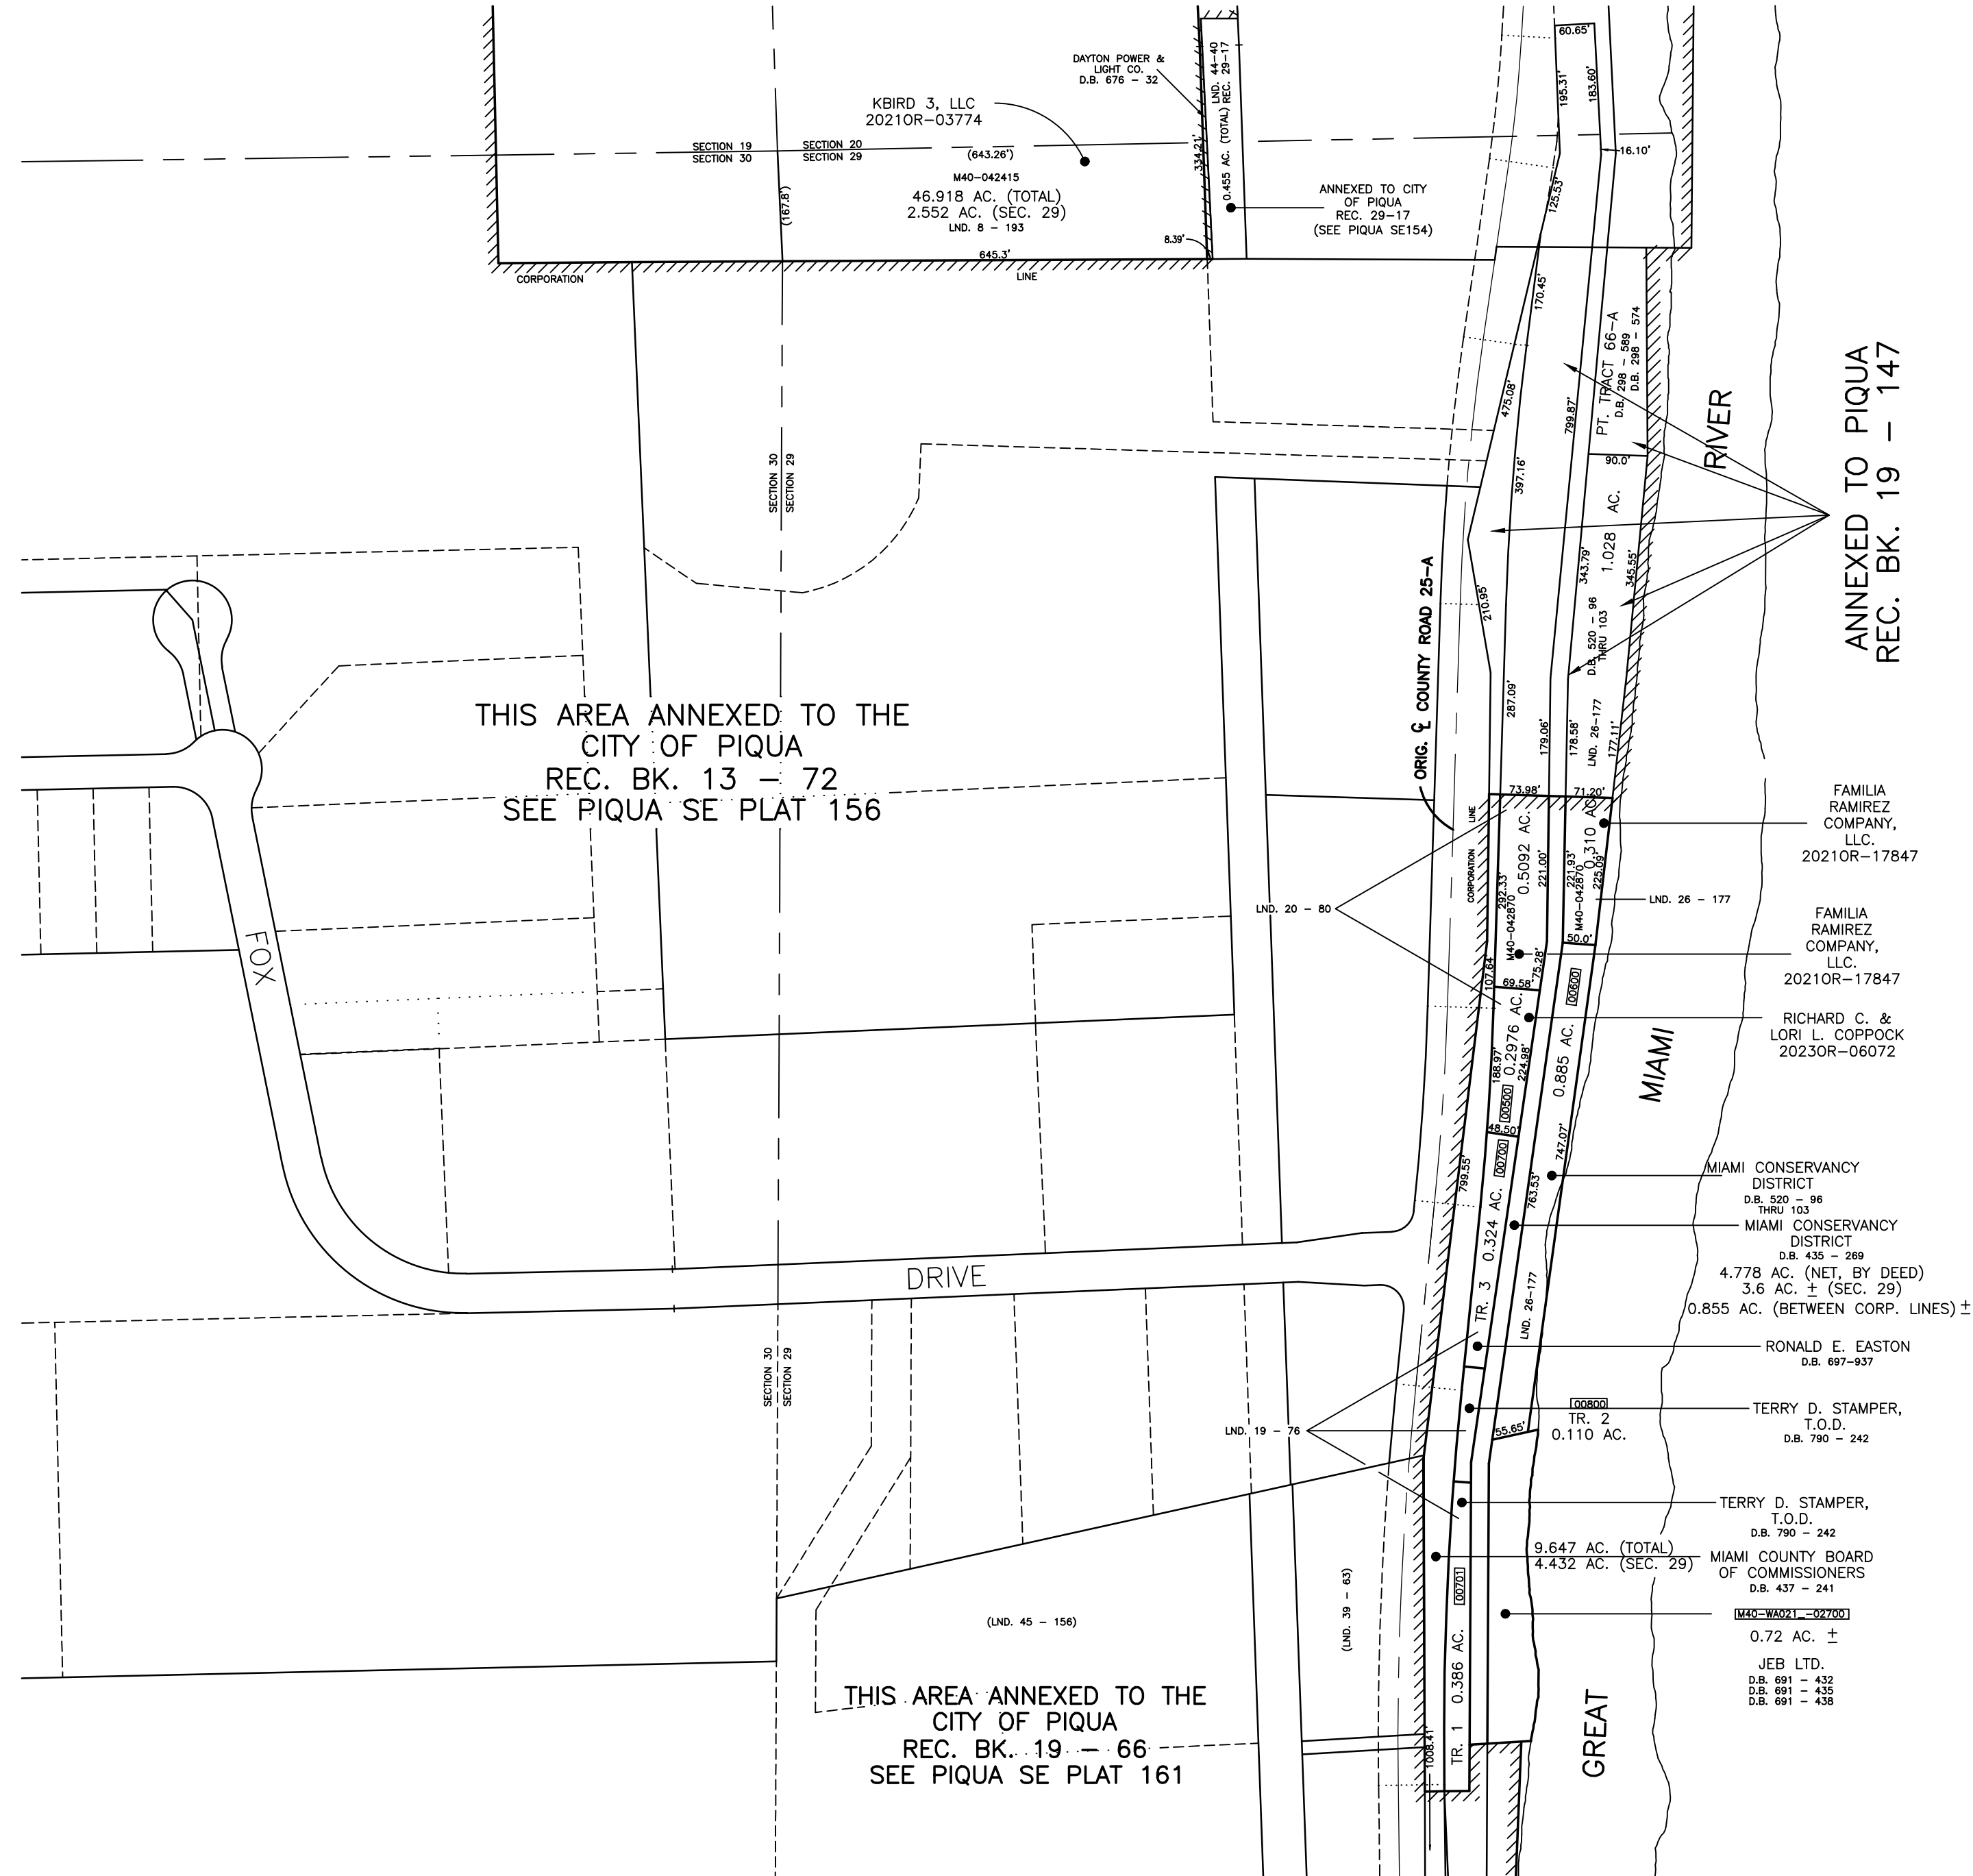 60.65'
195.31'
183.60'
DAYTON POWER &
LIGHT CO.
D.B. 676 - 32
LND. 44-40
REC. 29-17
0.455 AC. (TOTAL)
334.21'
KBIRD 3, LLC
2021OR-03774
SECTION 19
SECTION 30
SECTION 20
SECTION 29
(643.26')
M40-042415
46.918 AC. (TOTAL)
2.552 AC. (SEC. 29)
LND. 8 - 193
(167.8')
16.10'
125.53'
ANNEXED TO CITY
OF PIQUA
REC. 29-17
(SEE PIQUA SE154)
8.39'
645.3'
CORPORATION
LINE
170.45'
475.08'
397.16'
799.87'
PT. TRACT 66-A
D.B. 298 - 589
D.B. 298 - 574
90.0'
RIVER
ANNEXED TO PIQUA
REC. BK. 19 - 147
SECTION 30
SECTION 29
1.028 AC.
343.79'
345.55'
D.B. 520 - 96
THRU 103
210.95'
ORIG. ℄ COUNTY ROAD 25-A
287.09'
179.06'
178.58'
LND. 26-177
177.11'
THIS AREA ANNEXED TO THE
CITY OF PIQUA
REC. BK. 13 - 72
SEE PIQUA SE PLAT 156
73.98'
71.20'
CORPORATION LINE
0.5092 AC.
292.33'
M40-042870
221.00'
221.93'
M40-042870
0.310 AC.
225.09'
FAMILIA
RAMIREZ
COMPANY,
LLC.
2021OR-17847
LND. 26 - 177
LND. 20 - 80
FAMILIA
RAMIREZ
COMPANY,
LLC.
2021OR-17847
50.0'
75.28'
107.64'
69.58'
00600
FOX
RICHARD C. &
LORI L. COPPOCK
2023OR-06072
0.2976 AC.
188.97'
224.98'
00500
0.885 AC.
MIAMI
48.50'
00700
747.07'
763.53'
799.55'
TR. 3 0.324 AC.
MIAMI CONSERVANCY
DISTRICT
D.B. 520 - 96
THRU 103
MIAMI CONSERVANCY
DISTRICT
D.B. 435 - 269
4.778 AC. (NET, BY DEED)
3.6 AC. ± (SEC. 29)
0.855 AC. (BETWEEN CORP. LINES) ±
DRIVE
LND. 26-177
RONALD E. EASTON
D.B. 697-937
SECTION 30
SECTION 29
00800
TR. 2
0.110 AC.
TERRY D. STAMPER,
T.O.D.
D.B. 790 - 242
LND. 19 - 76
55.65'
TERRY D. STAMPER,
T.O.D.
D.B. 790 - 242
9.647 AC. (TOTAL)
4.432 AC. (SEC. 29)
MIAMI COUNTY BOARD
OF COMMISSIONERS
D.B. 437 - 241
00701
M40-WA021_-02700
0.72 AC. ±
JEB LTD.
D.B. 691 - 432
D.B. 691 - 435
D.B. 691 - 438
(LND. 45 - 156)
(LND. 39 - 63)
THIS AREA ANNEXED TO THE
CITY OF PIQUA
REC. BK. 19 - 66
SEE PIQUA SE PLAT 161
TR. 1 0.386 AC.
1008.41'
GREAT